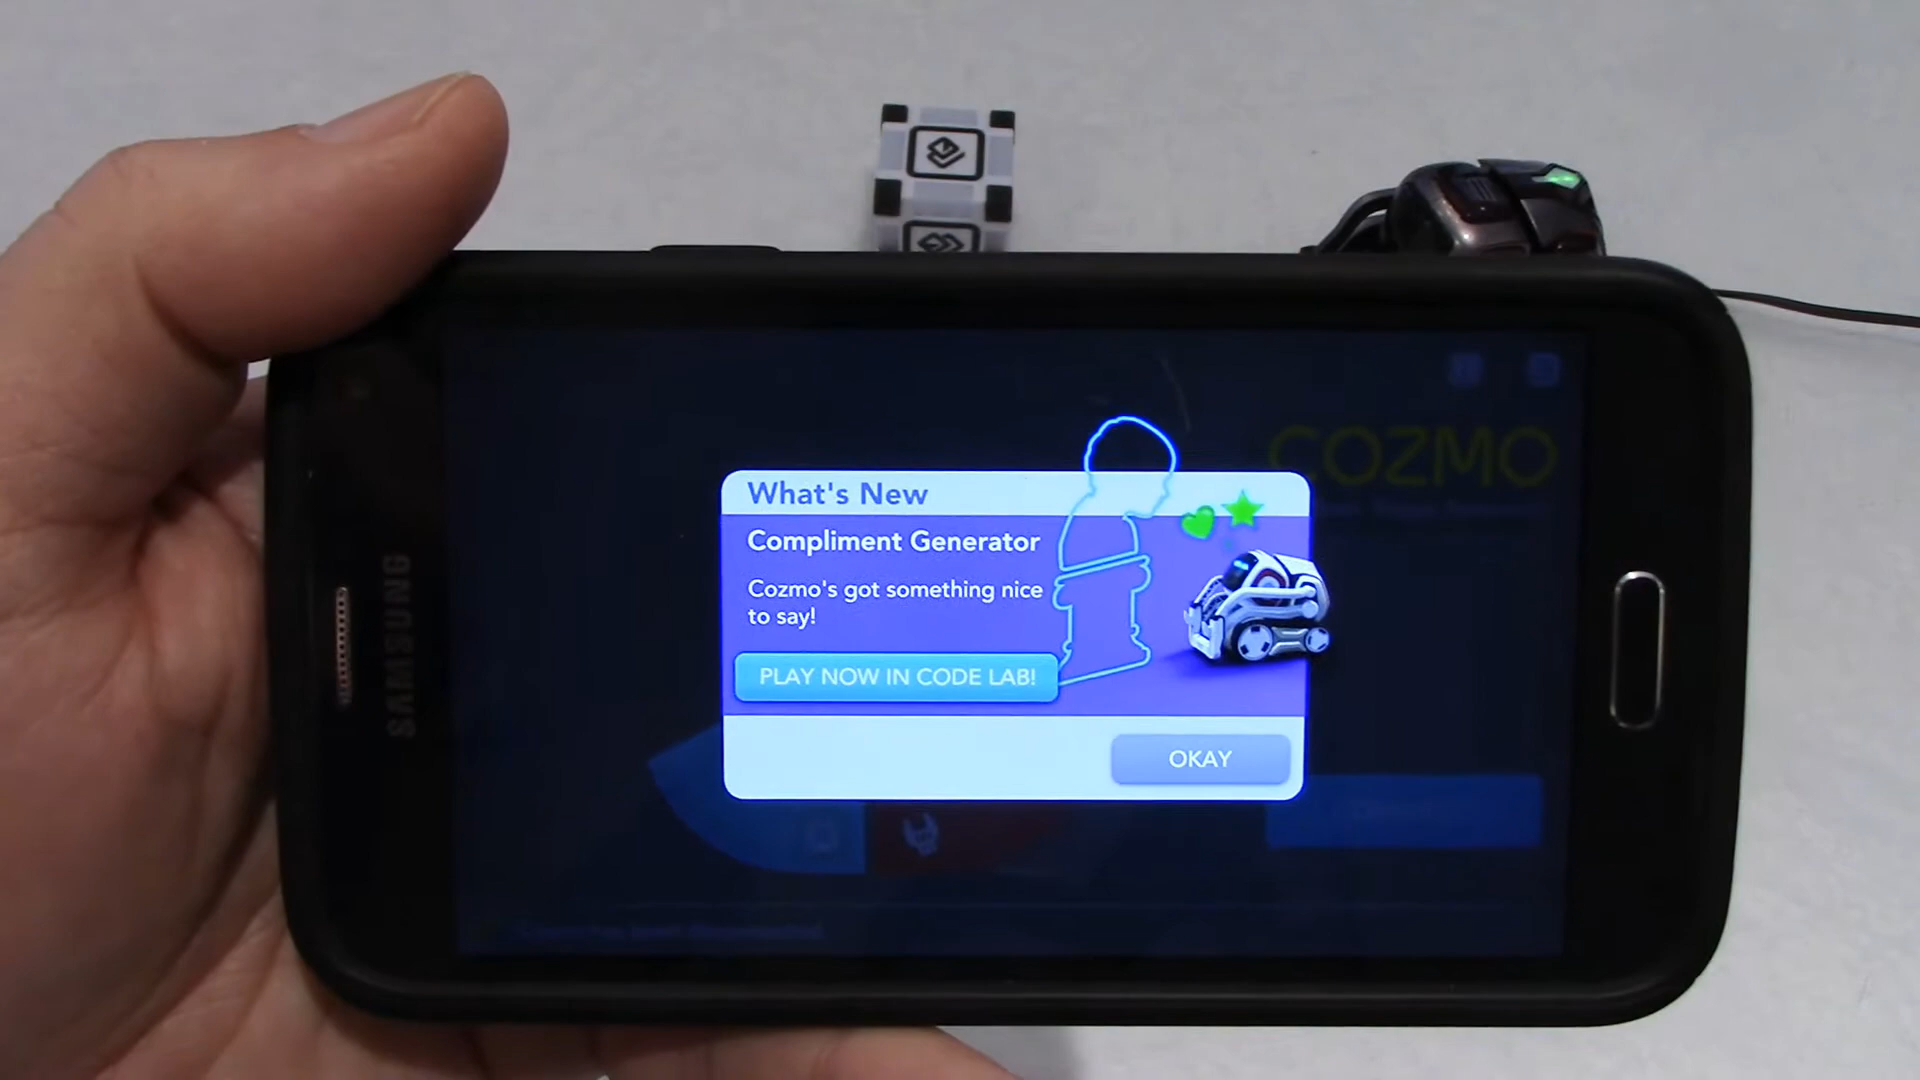 SAMSUNG
COZMO
What's New
Compliment Generator
Cozmo's got something nice
to say!
PLAY NOW IN CODE LAB!
OKAY